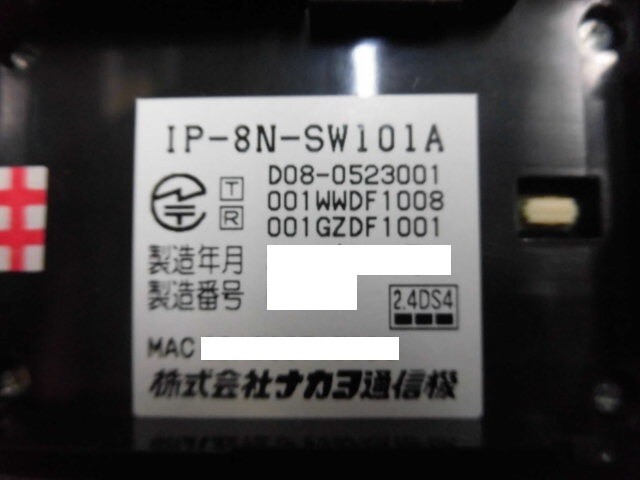 IP-8N-SW101A
T D08-0523001
R 001WWDF1008
001GZDF1001
製造年月
製造番号
2.4DS4
MAC
株式会社ナカヨ通信機